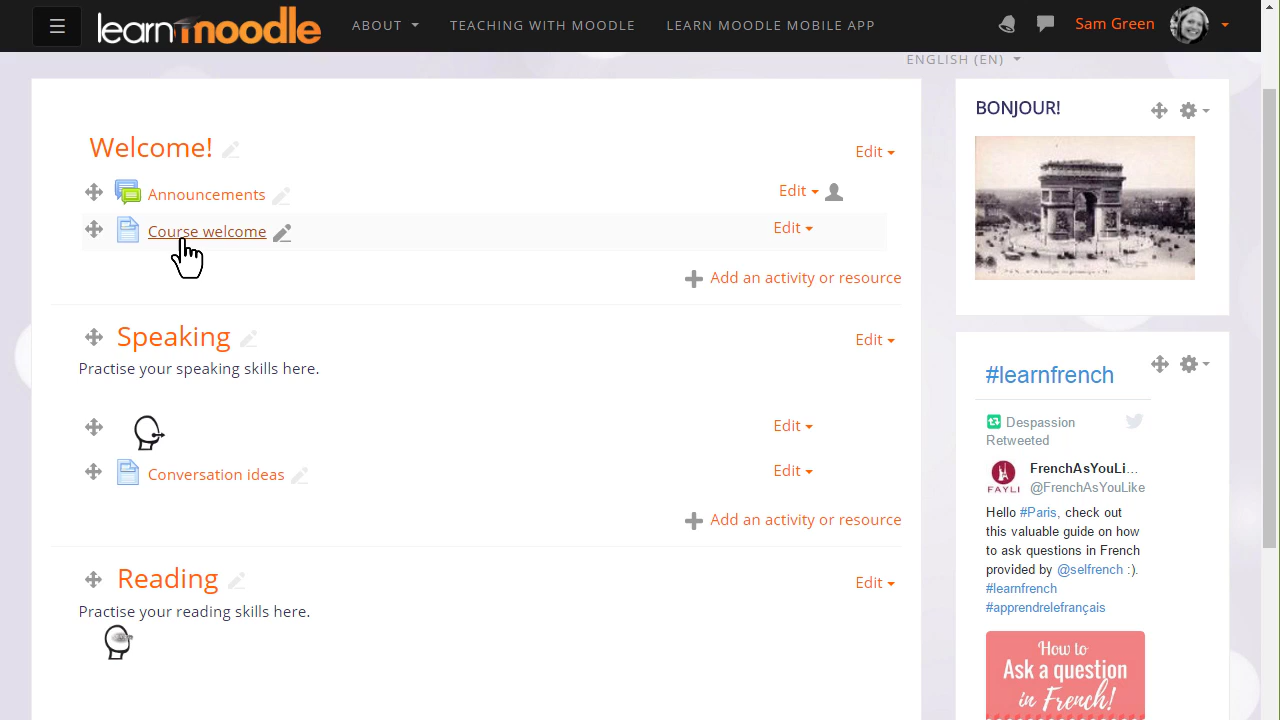 learn moodle
ABOUT
TEACHING WITH MOODLE
LEARN MOODLE MOBILE APP
Sam Green
ENGLISH (EN)
Welcome!
Edit
Announcements
Edit
Course welcome
Edit
Add an activity or resource
Speaking
Edit
Practise your speaking skills here.
Edit
Conversation ideas
Edit
Add an activity or resource
Reading
Edit
Practise your reading skills here.
BONJOUR!
#learnfrench
Despassion
Retweeted
FAYLI
FrenchAsYouLi...
@FrenchAsYouLike
Hello #Paris, check out
this valuable guide on how
to ask questions in French
provided by @selfrench :).
#learnfrench
#apprendrelefrançais
How to
Ask a question
in French!